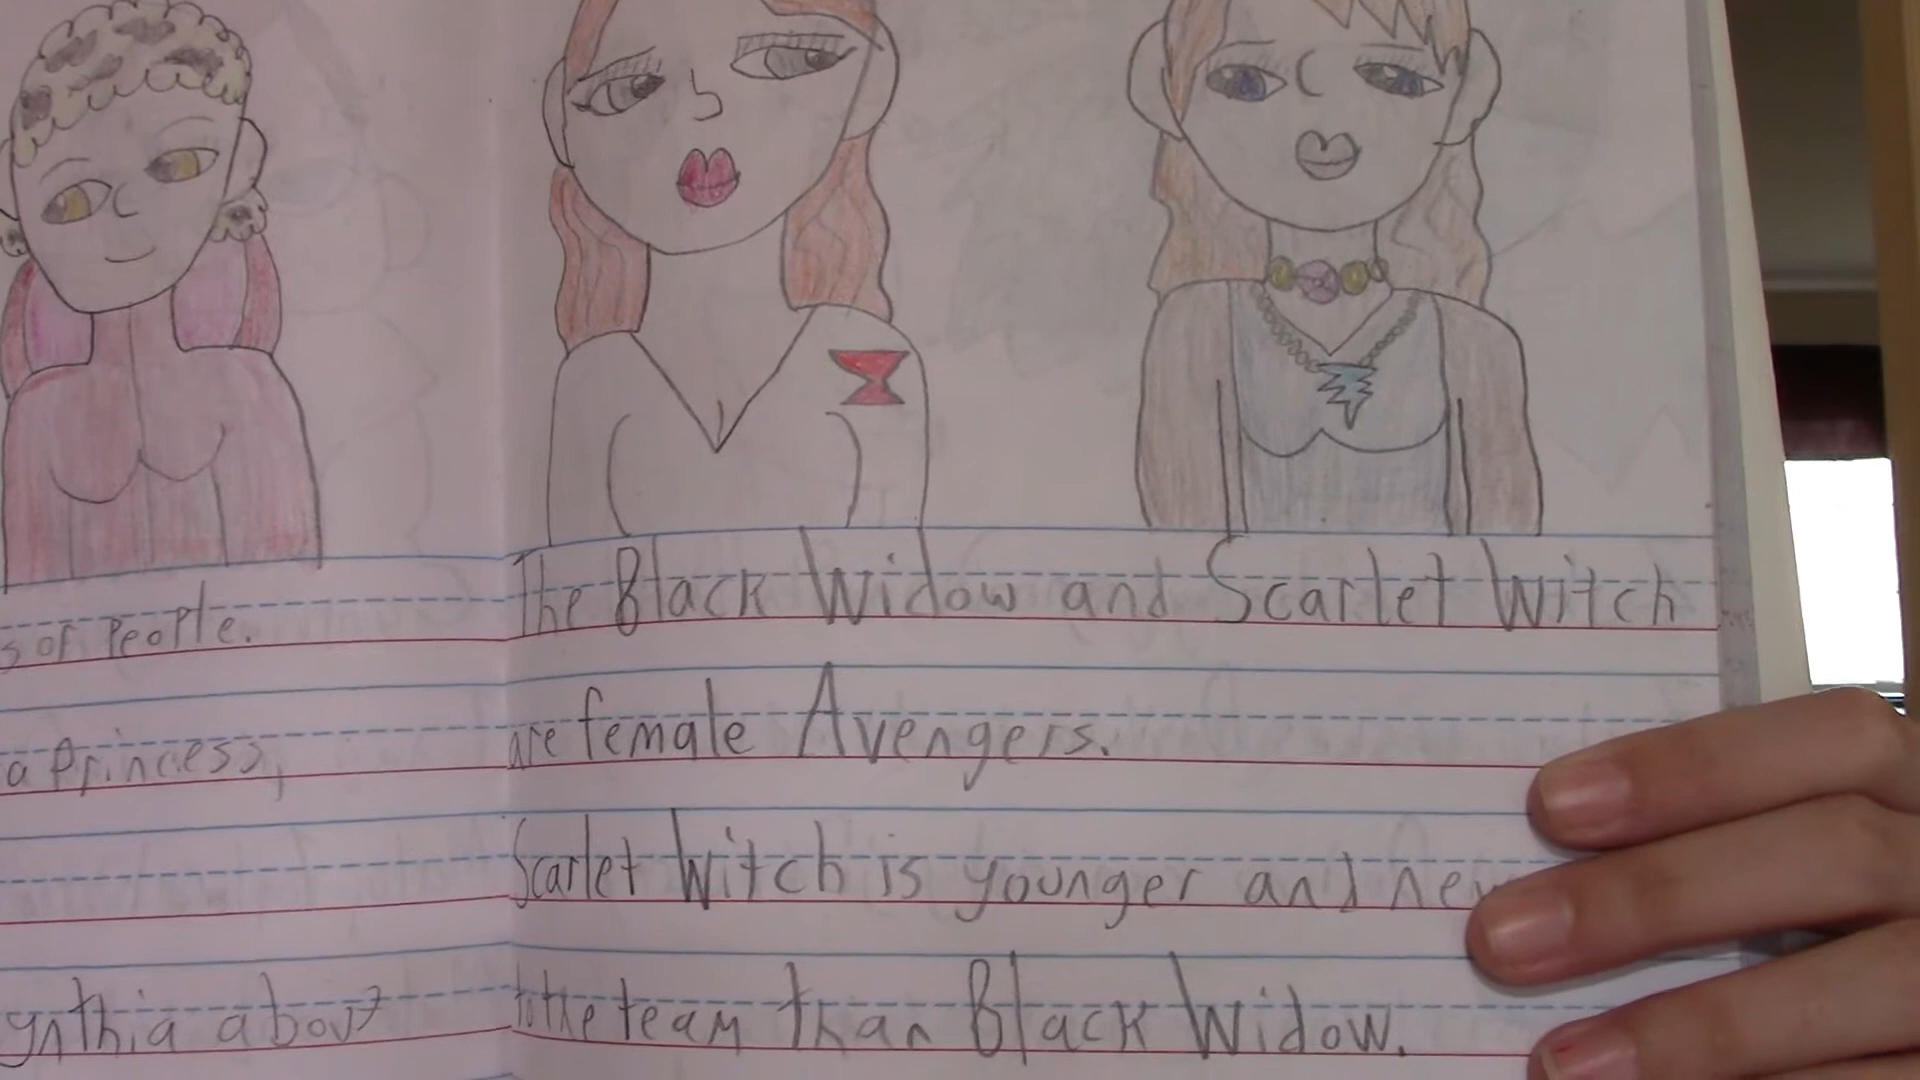 s of People.
a Princess,
ynthia about
The Black Widow and Scarlet Witch
are female Avengers.
Scarlet Witch is younger and new
to the team than Black Widow.